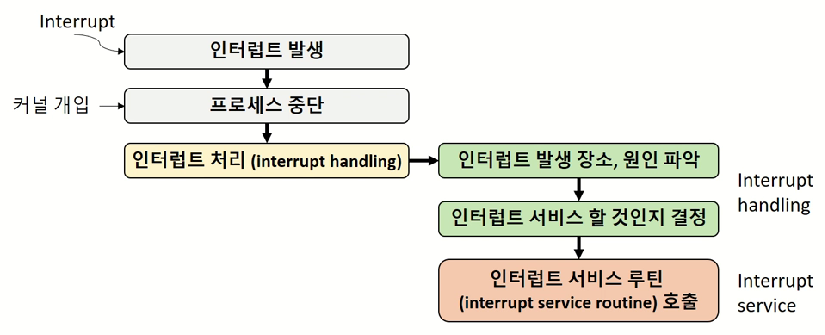 Interrupt
인터럽트 발생
커널 개입
프로세스 중단
인터럽트 처리 (interrupt handling)
인터럽트 발생 장소, 원인 파악
인터럽트 서비스 할 것인지 결정
Interrupt
handling
인터럽트 서비스 루틴
(interrupt service routine) 호출
Interrupt
service